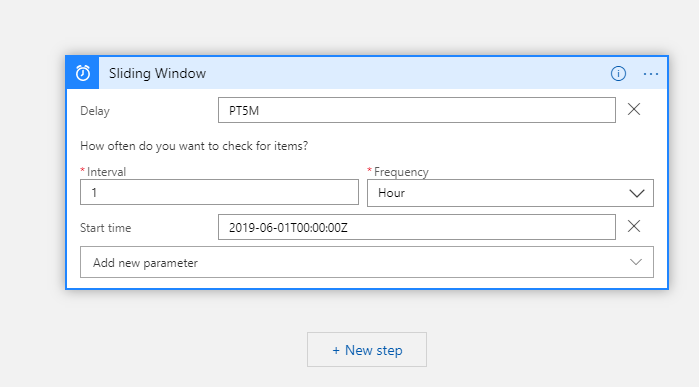 Sliding Window
Delay PT5M
How often do you want to check for items?
*Interval *Frequency
1 Hour
Start time 2019-06-01T00:00:00Z
Add new parameter
+ New step